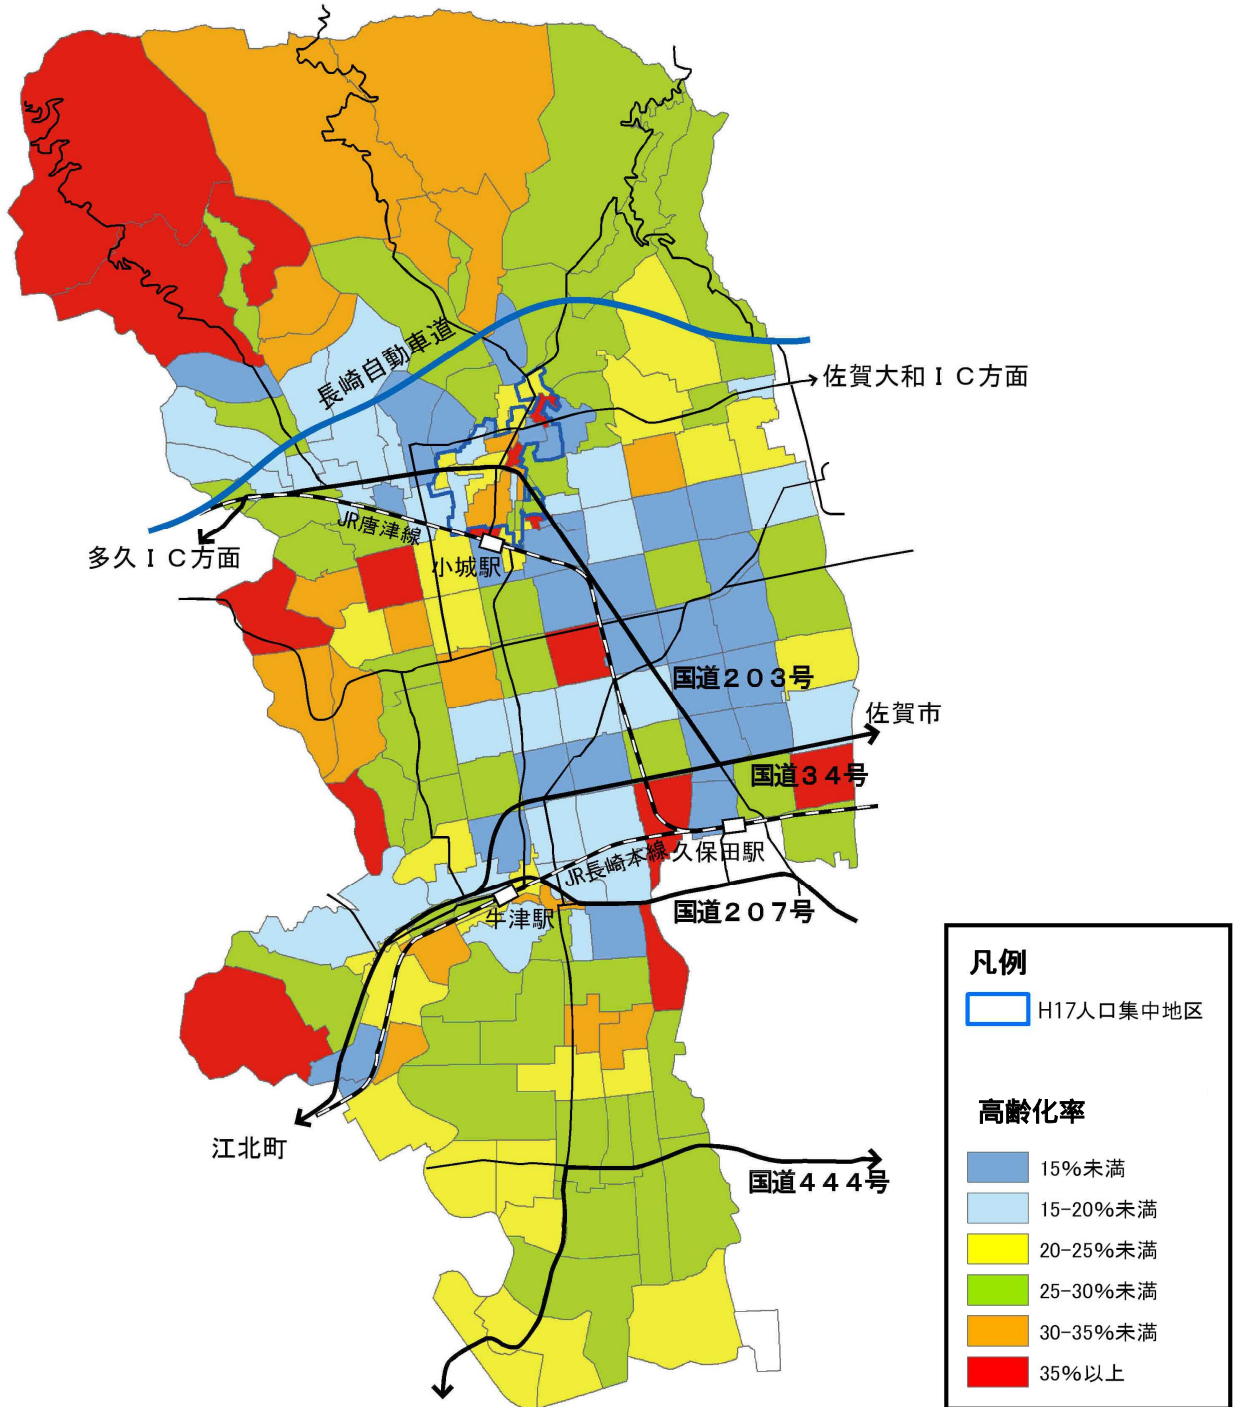 長崎自動車道
佐賀大和IC方面
JR唐津線
多久IC方面
小城駅
国道203号
佐賀市
国道34号
JR長崎本線
久保田駅
牛津駅
国道207号
江北町
国道444号
凡例
H17人口集中地区
高齢化率
15%未満
15-20%未満
20-25%未満
25-30%未満
30-35%未満
35%以上